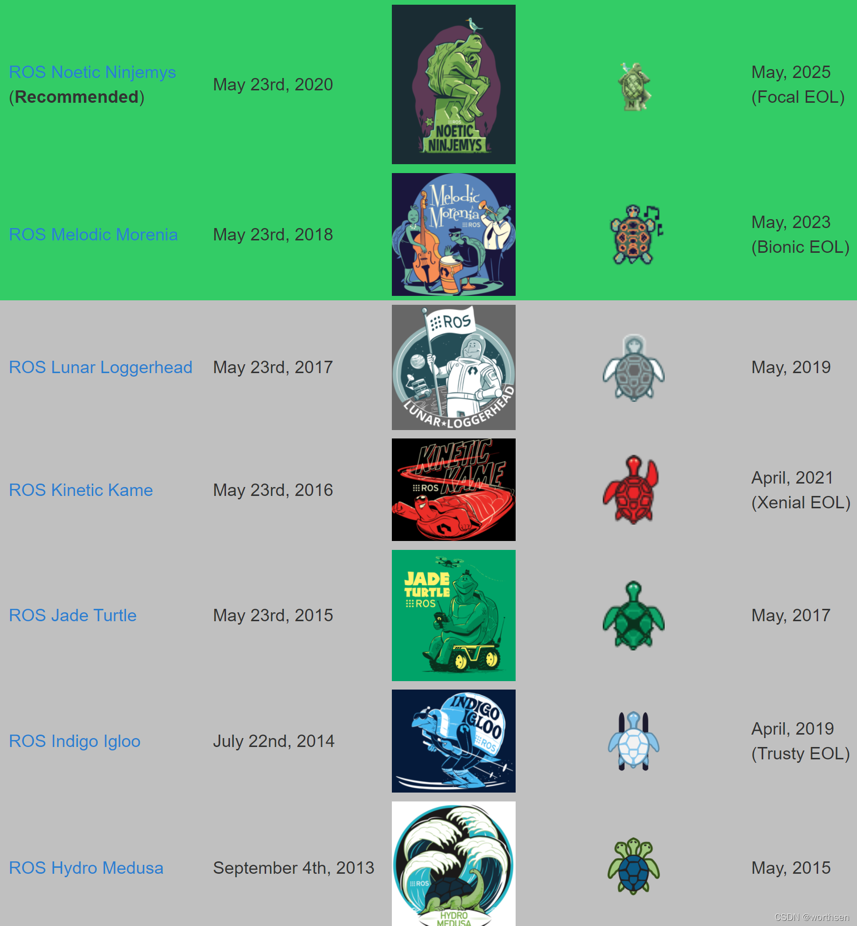 ROS Noetic Ninjemys
(Recommended)
May 23rd, 2020
NOETIC
NINJEMYS
N
May, 2025
(Focal EOL)
ROS Melodic Morenia
May 23rd, 2018
Melodic
Morenia
ROS
May, 2023
(Bionic EOL)
ROS Lunar Loggerhead
May 23rd, 2017
ROS
LUNAR★LOGGERHEAD
May, 2019
ROS Kinetic Kame
May 23rd, 2016
KINETIC
KAME
ROS
April, 2021
(Xenial EOL)
ROS Jade Turtle
May 23rd, 2015
JADE
TURTLE
ROS
May, 2017
ROS Indigo Igloo
July 22nd, 2014
INDIGO
IGLOO
ROS
April, 2019
(Trusty EOL)
ROS Hydro Medusa
September 4th, 2013
ROS
HYDRO
MEDUSA
May, 2015
CSDN @worthsen